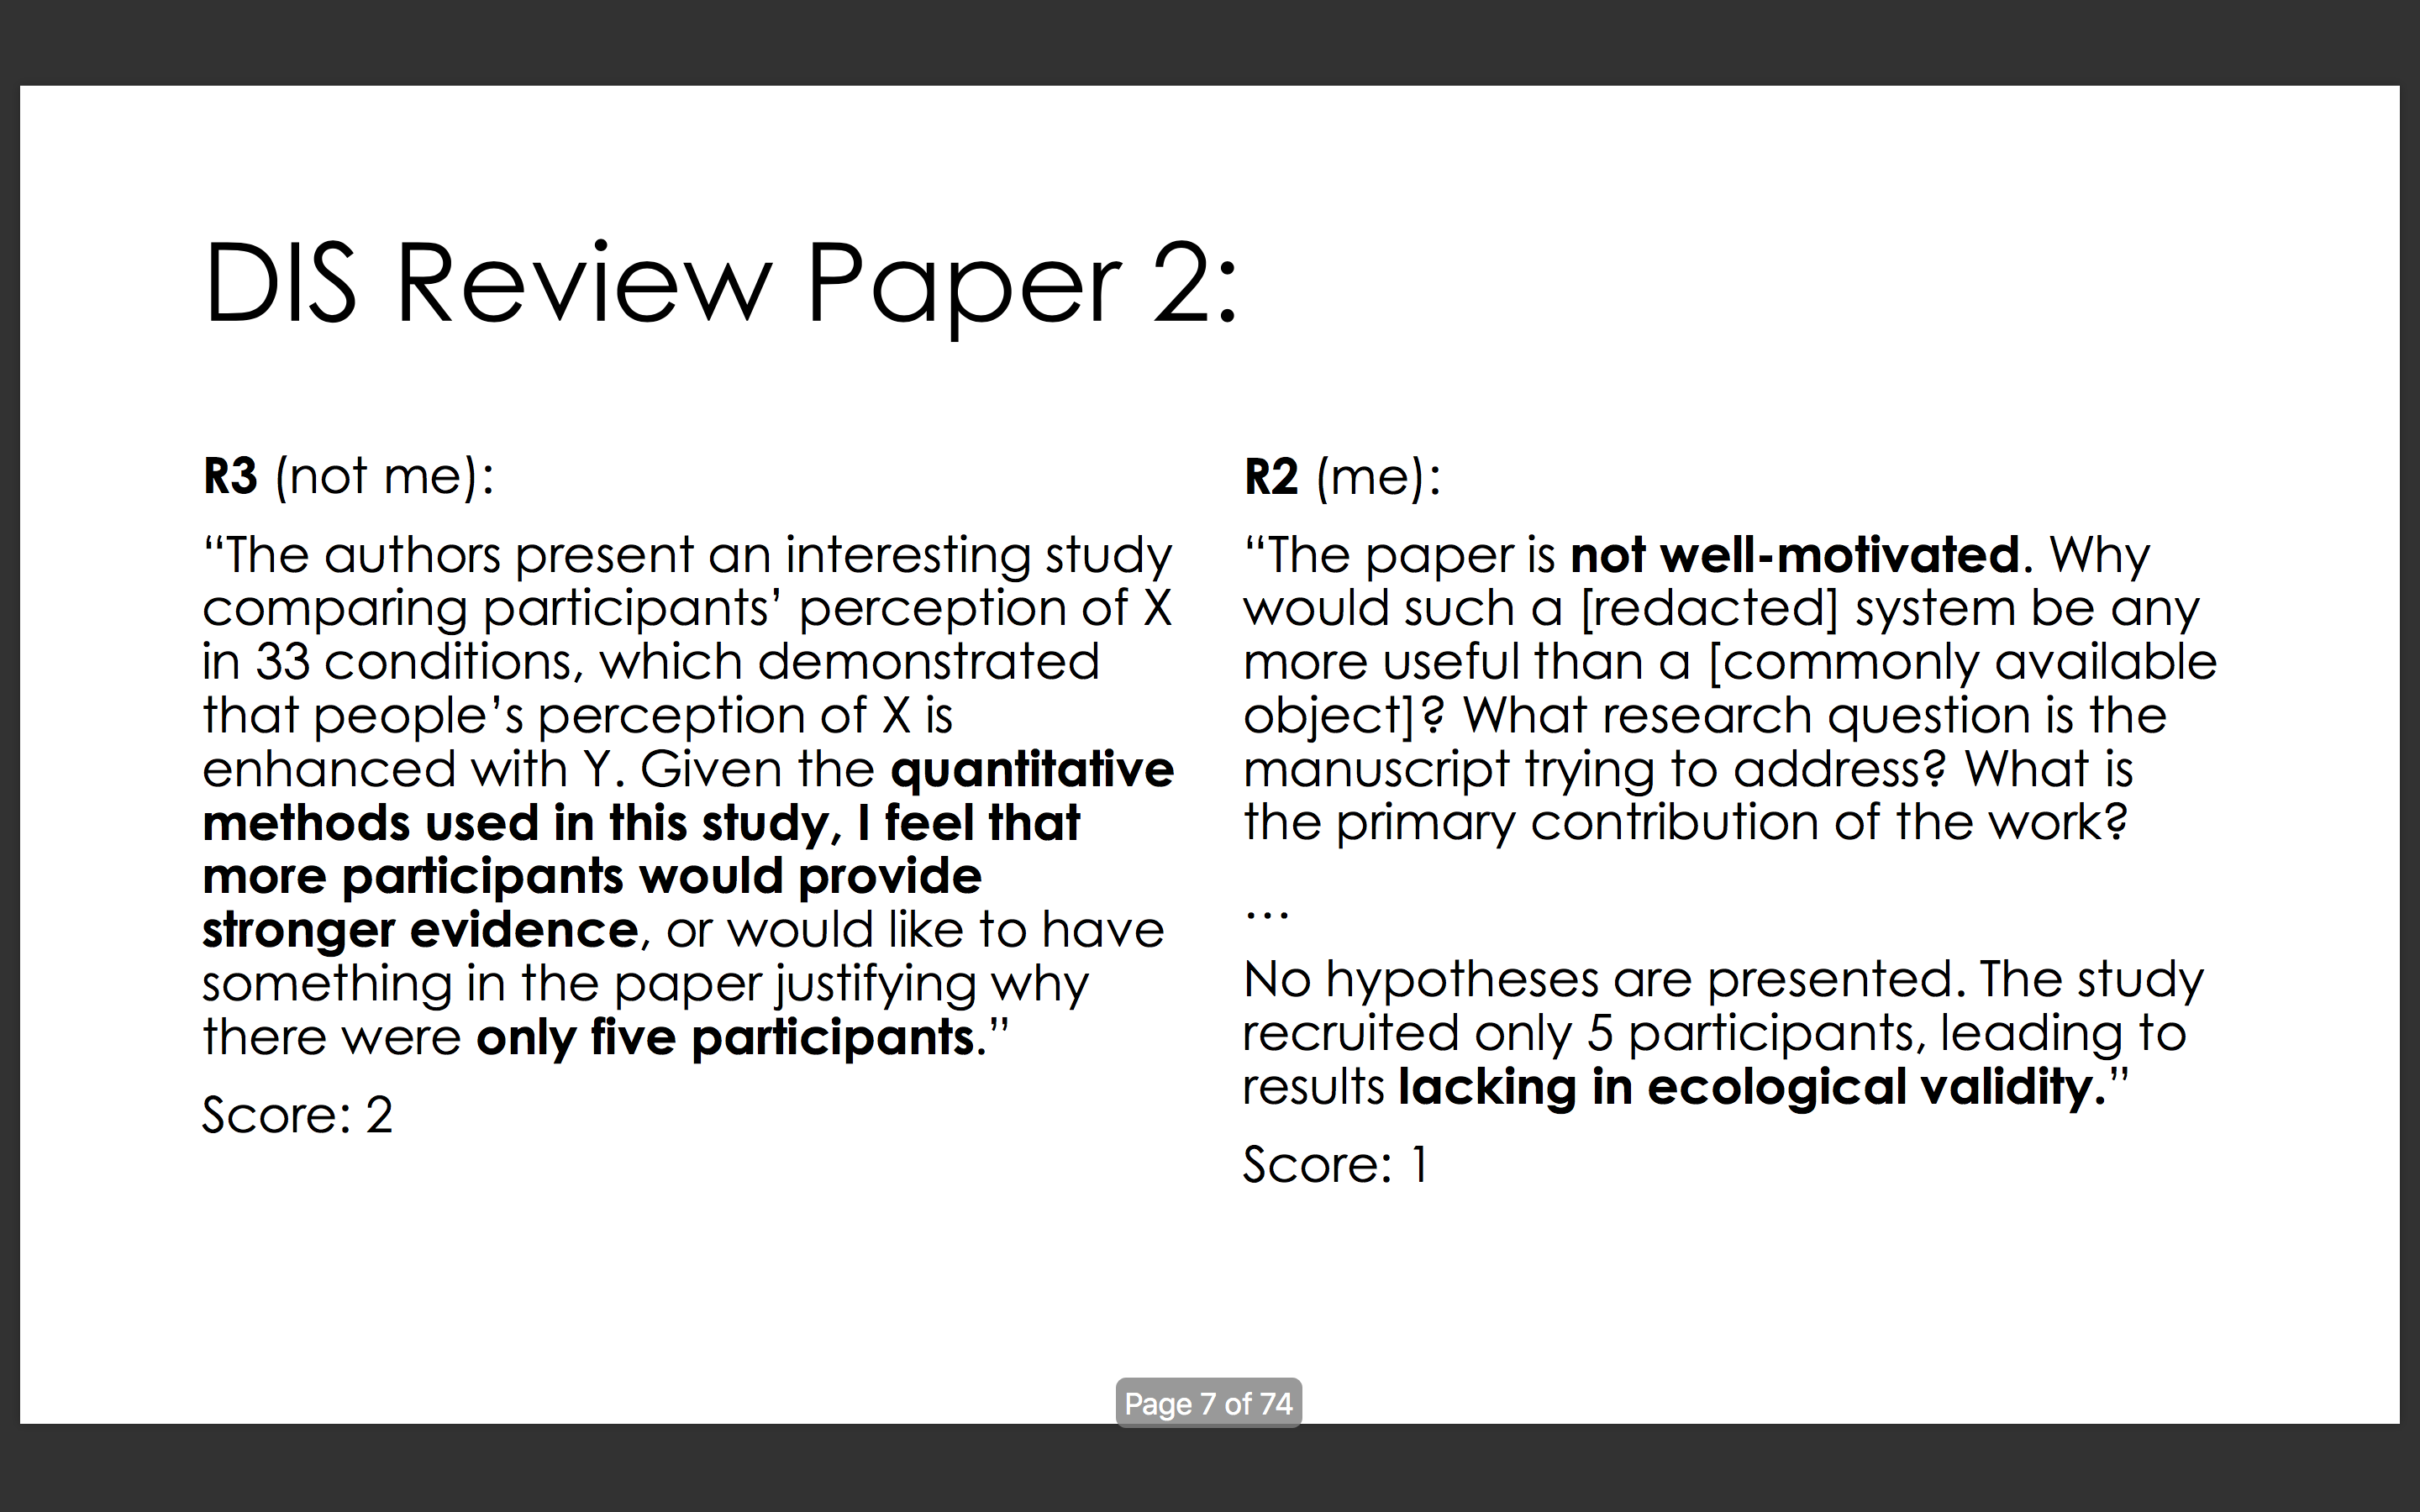 DIS Review Paper 2:
R3 (not me):
“The authors present an interesting study
comparing participants’ perception of X
in 33 conditions, which demonstrated
that people’s perception of X is
enhanced with Y. Given the quantitative
methods used in this study, I feel that
more participants would provide
stronger evidence, or would like to have
something in the paper justifying why
there were only five participants.”
Score: 2
R2 (me):
“The paper is not well-motivated. Why
would such a [redacted] system be any
more useful than a [commonly available
object]? What research question is the
manuscript trying to address? What is
the primary contribution of the work?
…
No hypotheses are presented. The study
recruited only 5 participants, leading to
results lacking in ecological validity.”
Score: 1
Page 7 of 74